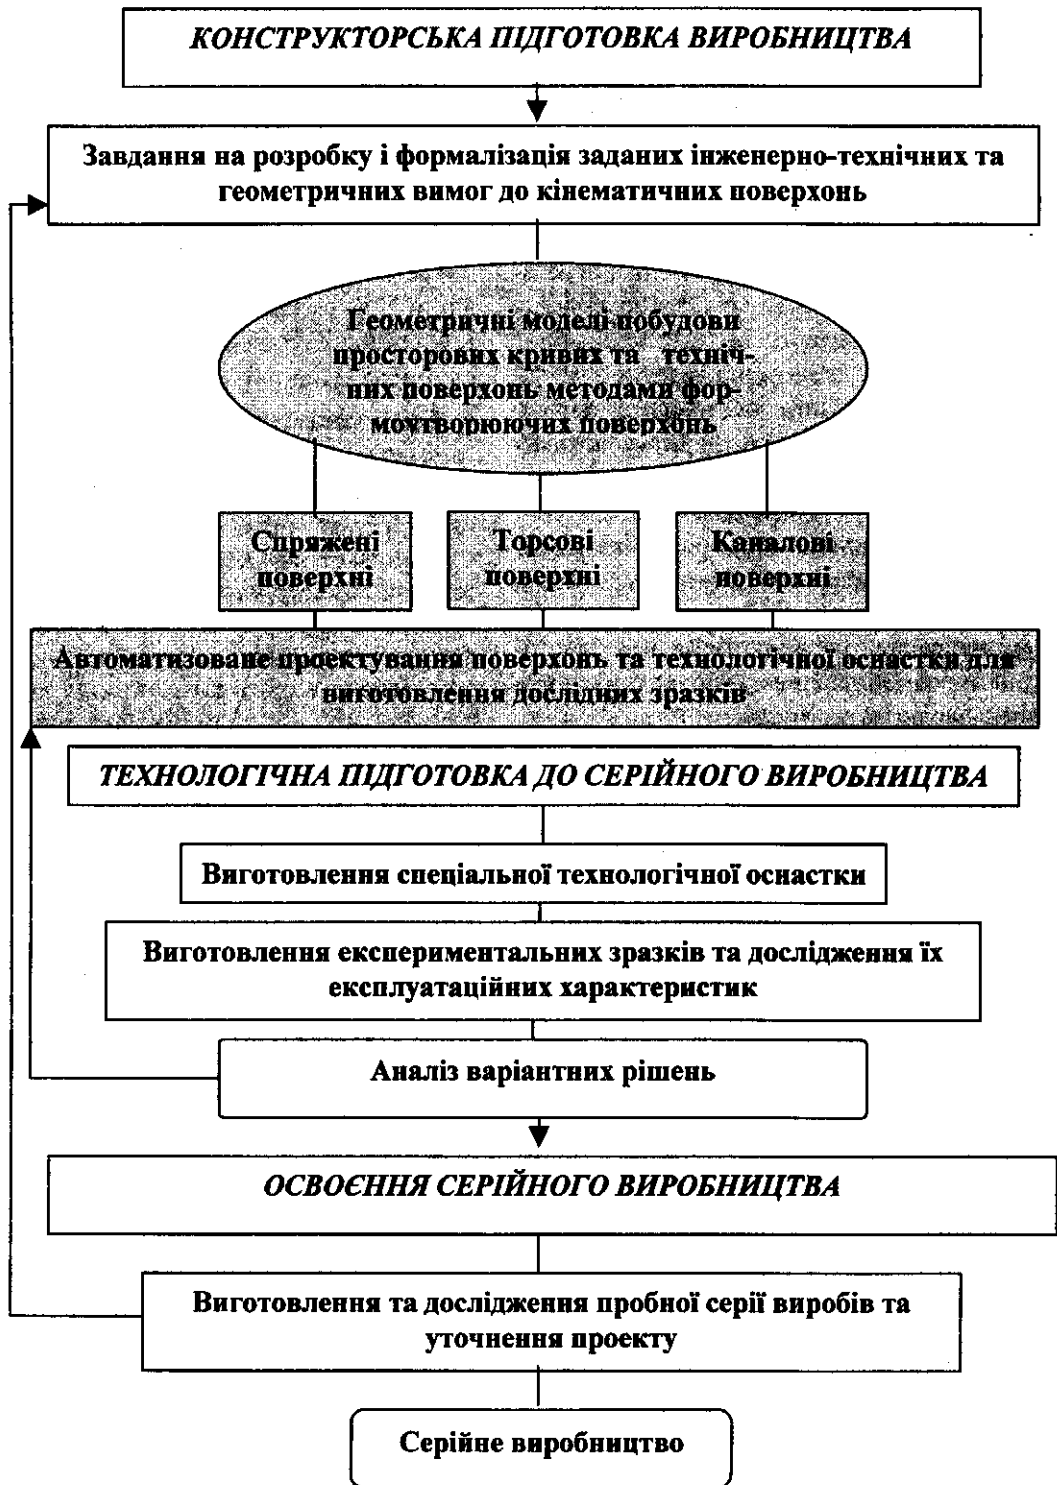 КОНСТРУКТОРСЬКА ПІДГОТОВКА ВИРОБНИЦТВА
Завдання на розробку і формалізація заданих інженерно-технічних та
геометричних вимог до кінематичних поверхонь
Геометричні моделі побудови
просторових кривих та техніч-
них поверхонь методами фор-
моутворюючих поверхонь
Спряжені
поверхні
Торсові
поверхні
Каналові
поверхні
Автоматизоване проектування поверхонь та технологічної оснастки для
виготовлення дослідних зразків
ТЕХНОЛОГІЧНА ПІДГОТОВКА ДО СЕРІЙНОГО ВИРОБНИЦТВА
Виготовлення спеціальної технологічної оснастки
Виготовлення експериментальних зразків та дослідження їх
експлуатаційних характеристик
Аналіз варіантних рішень
ОСВОЄННЯ СЕРІЙНОГО ВИРОБНИЦТВА
Виготовлення та дослідження пробної серії виробів та
уточнення проекту
Серійне виробництво